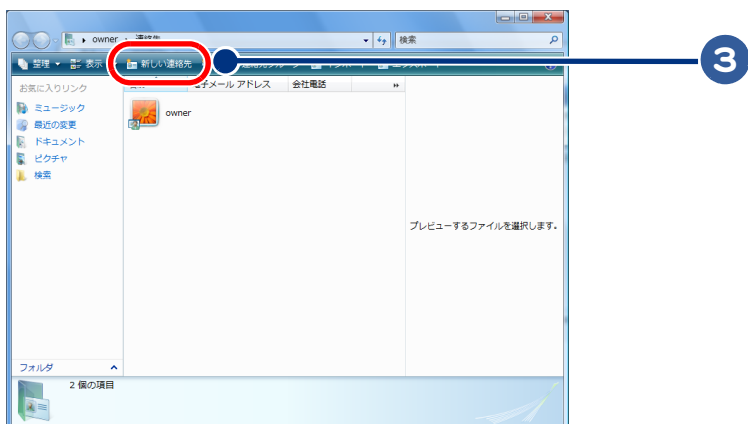 owner 連絡先 検索
整理 表示 新しい連絡先
3
お気に入りリンク
電子メール アドレス 会社電話
ミュージック
最近の変更
ドキュメント
ピクチャ
検索
owner
プレビューするファイルを選択します。
フォルダ
2 個の項目